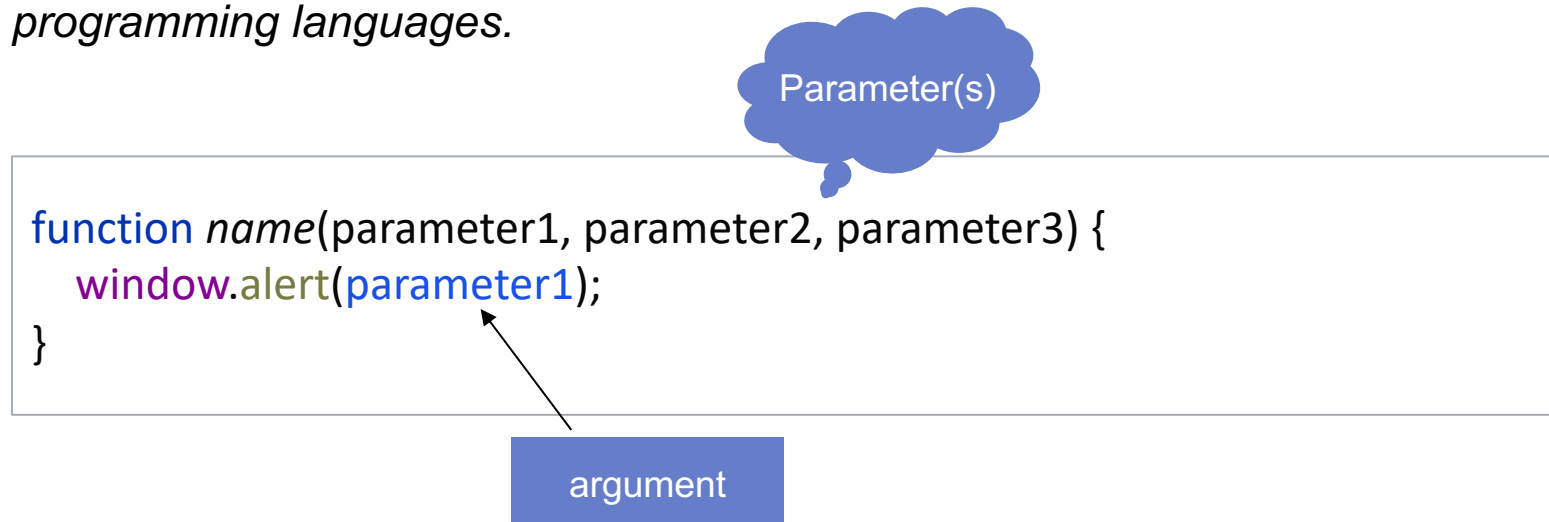 programming languages.
Parameter(s)
function name(parameter1, parameter2, parameter3) {
window.alert(parameter1);
}
argument